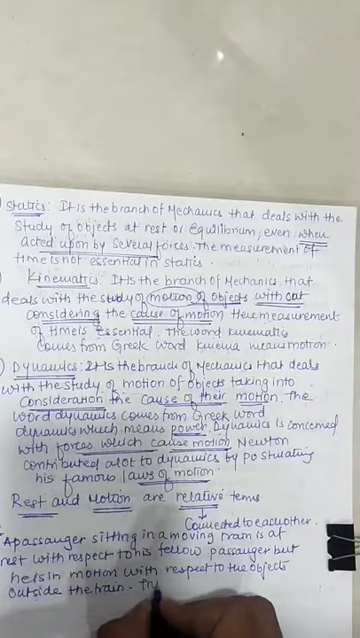 Statics: It is the branch of Mechanics that deals with the
Study of objects at rest or Equilibrium, even when
acted upon by several forces. The measurement of
time is not essential in statics.
Kinematics: It is the branch of Mechanics that
deals with the study of motion of objects with out
considering the cause of motion Here measurement
of time is essential. The word kinematic
comes from Greek word kinema means motion.
Dynamics: It is the branch of Mechanics that deals
with the study of motion of objects taking into
Consideration the cause of their motion. The
word dynamics comes from Greek word
dynamics which means power. Dynamics is concerned
with forces which cause motion Newton
contributed alot to dynamics by postulating
his famous laws of motion.
Rest and Motion are relative terms
↓
Connected to each other.
A passanger sitting in a moving train is at
rest with respect to his fellow passanger but
he is in motion with respect to the objects
outside the train.